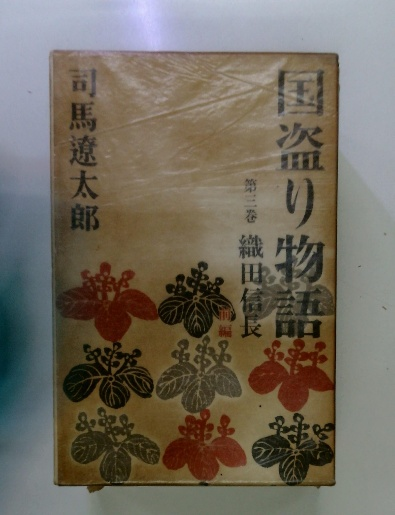 国盗り物語
第三巻
織田信長
前編
司馬遼太郎